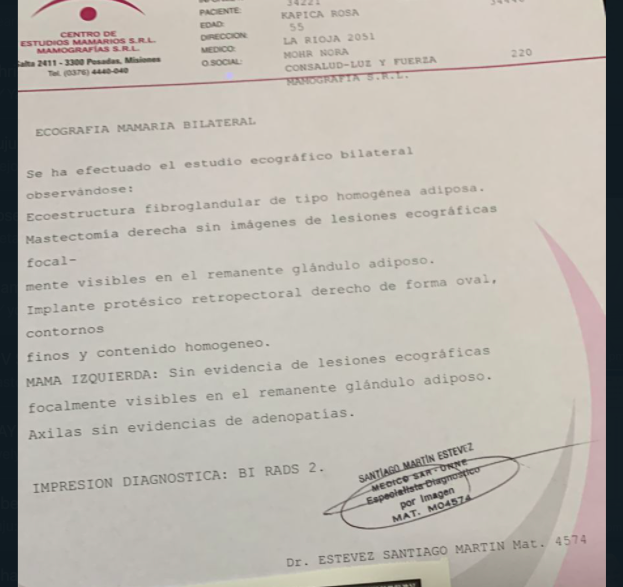 34221
PACIENTE: KAPICA ROSA
EDAD: 55
DIRECCION: LA RIOJA 2051
MEDICO: MOHR NORA
O.SOCIAL: CONSALUD-LUZ Y FUERZA 220
MAMOGRAFIA S.R.L.
CENTRO DE
ESTUDIOS MAMARIOS S.R.L.
MAMOGRAFÍAS S.R.L.
Salta 2411 - 3300 Posadas, Misiones
Tel. (0376) 4440-040
ECOGRAFIA MAMARIA BILATERAL
Se ha efectuado el estudio ecográfico bilateral
observándose:
Ecoestructura fibroglandular de tipo homogénea adiposa.
Mastectomía derecha sin imágenes de lesiones ecográficas
focal-
mente visibles en el remanente glándulo adiposo.
Implante protésico retropectoral derecho de forma oval,
contornos
finos y contenido homogeneo.
MAMA IZQUIERDA: Sin evidencia de lesiones ecográficas
focalmente visibles en el remanente glándulo adiposo.
Axilas sin evidencias de adenopatías.
IMPRESION DIAGNOSTICA: BI RADS 2.
SANTIAGO MARTÍN ESTEVEZ
MEDICO SAR - UNNE
Especialista Diagnostico
por Imagen
MAT. MO4574
Dr. ESTEVEZ SANTIAGO MARTIN Mat. 4574